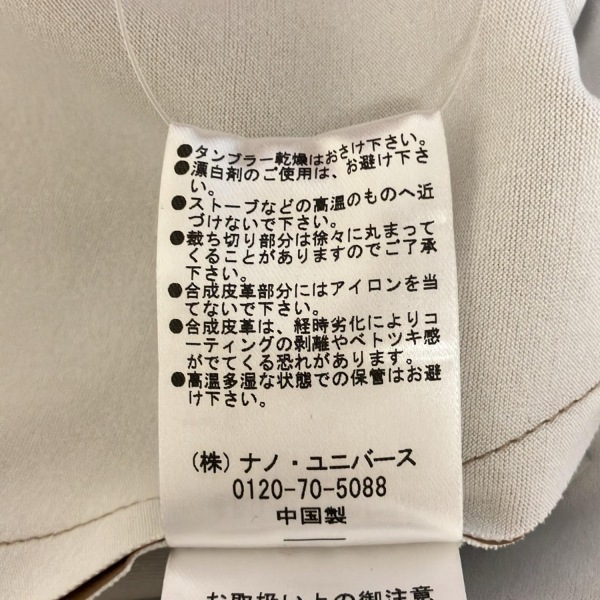 ●タンブラー乾燥はおさけ下さい。
●漂白剤のご使用は、お避け下さ
い。
●ストーブなどの高温のものへ近
づけないで下さい。
●裁ち切り部分は徐々に丸まって
くることがありますのでご了承
下さい。
●合成皮革部分にはアイロンを当
てないで下さい。
●合成皮革は、経時劣化によりコ
ーティングの剥離やベトツキ感
がでてくる恐れがあります。
●高温多湿な状態での保管はお避
け下さい。
(株)ナノ・ユニバース
0120-70-5088
中国製
お取扱い上の御注意